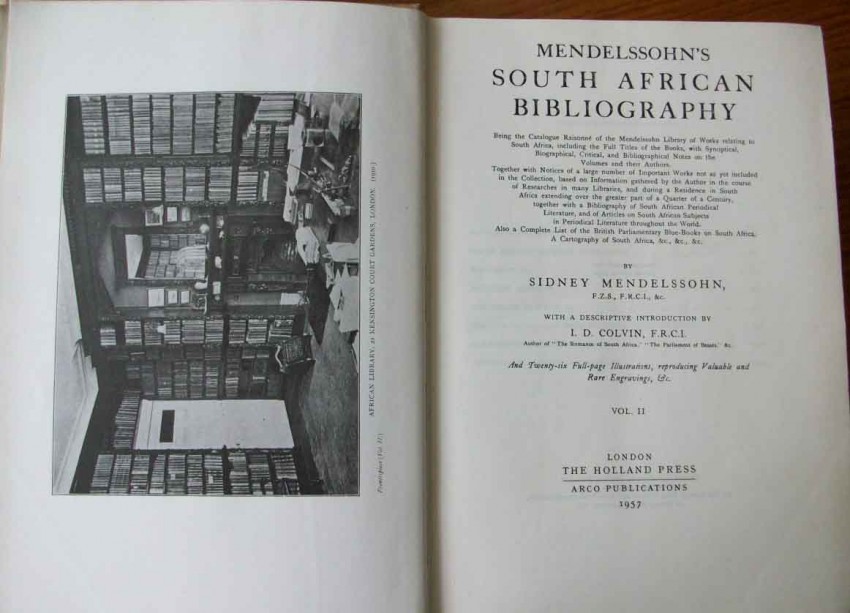 AFRICAN LIBRARY, 21 KENSINGTON COURT GARDENS, LONDON. [1910.]
Frontispiece (Vol. II.)
MENDELSSOHN'S
SOUTH AFRICAN
BIBLIOGRAPHY
Being the Catalogue Raisonné of the Mendelssohn Library of Works relating to
South Africa, including the Full Titles of the Books, with Synoptical,
Biographical, Critical, and Bibliographical Notes on the
Volumes and their Authors.
Together with Notices of a large number of Important Works not as yet included
in the Collection, based on Information gathered by the Author in the course
of Researches in many Libraries, and during a Residence in South
Africa extending over the greater part of a Quarter of a Century,
together with a Bibliography of South African Periodical
Literature, and of Articles on South African Subjects
in Periodical Literature throughout the World.
Also a Complete List of the British Parliamentary Blue-Books on South Africa,
A Cartography of South Africa, &c., &c., &c.
BY
SIDNEY MENDELSSOHN,
F.Z.S., F.R.C.I., &c.
WITH A DESCRIPTIVE INTRODUCTION BY
I. D. COLVIN, F.R.C.I.
Author of "The Romance of South Africa," "The Parliament of Beasts," &c.
And Twenty-six Full-page Illustrations, reproducing Valuable and
Rare Engravings, &c.
VOL. II
LONDON
THE HOLLAND PRESS
ARCO PUBLICATIONS
1957